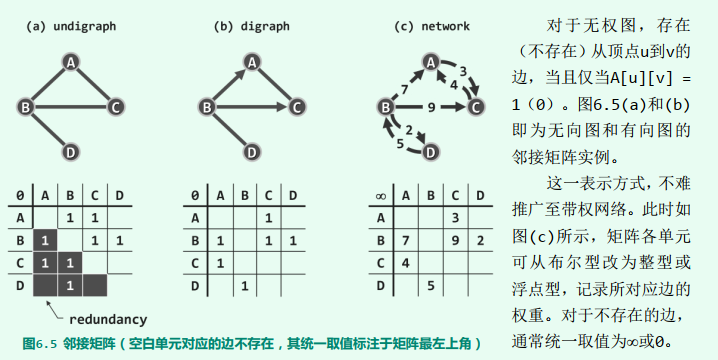 (a) undigraph
(b) digraph
(c) network
A
B
C
D
A
B
C
D
A
B
C
D
7
3
4
9
2
5
0 A B C D
A 1 1
B 1 1 1
C 1 1
D 1
redundancy
0 A B C D
A 1
B 1 1 1
C 1
D 1
∞ A B C D
A 3
B 7 9 2
C 4
D 5
图6.5 邻接矩阵(空白单元对应的边不存在,其统一取值标注于矩阵最左上角)
对于无权图,存在
(不存在)从顶点u到v的
边,当且仅当A[u][v] =
1(0)。图6.5(a)和(b)
即为无向图和有向图的
邻接矩阵实例。
这一表示方式,不难
推广至带权网络。此时如
图(c)所示,矩阵各单元
可从布尔型改为整型或
浮点型,记录所对应边的
权重。对于不存在的边,
通常统一取值为∞或0。